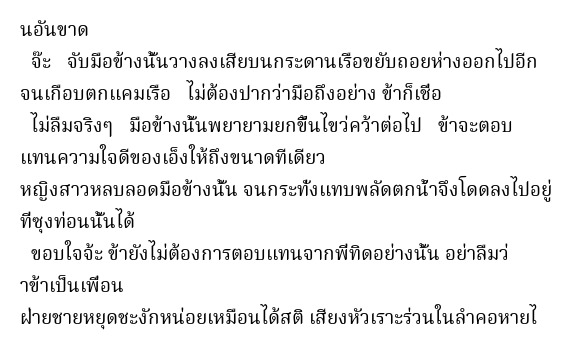 นอันขาด
จ๊ะ จับมือข้างนั้นวางลงเสียบนกระดานเรือขยับถอยห่างออกไปอีก
จนเกือบตกแคมเรือ ไม่ต้องปากว่ามือถึงอย่าง ข้าก็เชื่อ
ไม่ลืมจริงๆ มือข้างนั้นพยายามยกขึ้นไขว่คว้าต่อไป ข้าจะตอบ
แทนความใจดีของเอ็งให้ถึงขนาดทีเดียว
หญิงสาวหลบลอดมือข้างนั้น จนกระทั่งแทบพลัดตกน้ำจึงโดดลงไปอยู่
ที่ซุงท่อนนั้นได้
ขอบใจจ้ะ ข้ายังไม่ต้องการตอบแทนจากพี่ทิดอย่างนั้น อย่าลืมว่
าข้าเป็นเพื่อน
ฝ่ายชายหยุดชะงักหน่อยเหมือนได้สติ เสียงหัวเราะร่วนในลำคอหายไ